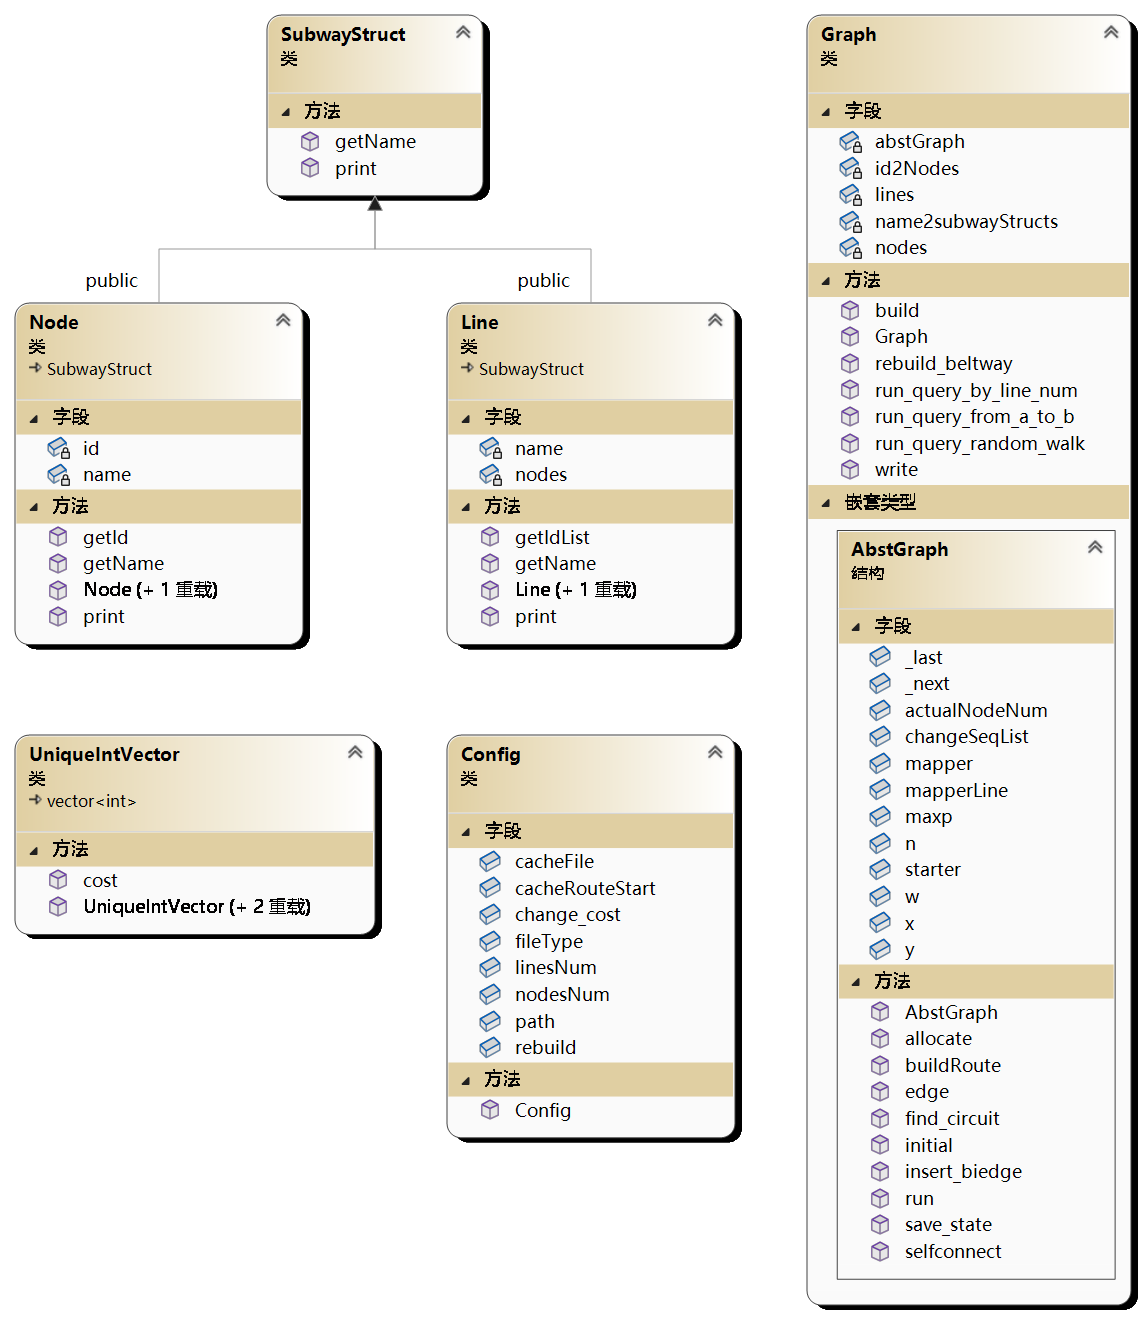 SubwayStruct
类
方法
getName
print
public
public
Node
类
SubwayStruct
字段
id
name
方法
getId
getName
Node (+ 1 重载)
print
Line
类
SubwayStruct
字段
name
nodes
方法
getIdList
getName
Line (+ 1 重载)
print
UniqueIntVector
类
vector<int>
方法
cost
UniqueIntVector (+ 2 重载)
Config
类
字段
cacheFile
cacheRouteStart
change_cost
fileType
linesNum
nodesNum
path
rebuild
方法
Config
Graph
类
字段
abstGraph
id2Nodes
lines
name2subwayStructs
nodes
方法
build
Graph
rebuild_beltway
run_query_by_line_num
run_query_from_a_to_b
run_query_random_walk
write
嵌套类型
AbstGraph
结构
字段
_last
_next
actualNodeNum
changeSeqList
mapper
mapperLine
maxp
n
starter
w
x
y
方法
AbstGraph
allocate
buildRoute
edge
find_circuit
initial
insert_biedge
run
save_state
selfconnect